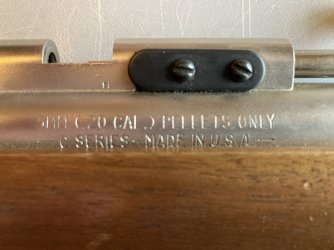 5MM (.20 CAL.) PELLETS ONLY
— C SERIES - MADE IN U.S.A. —